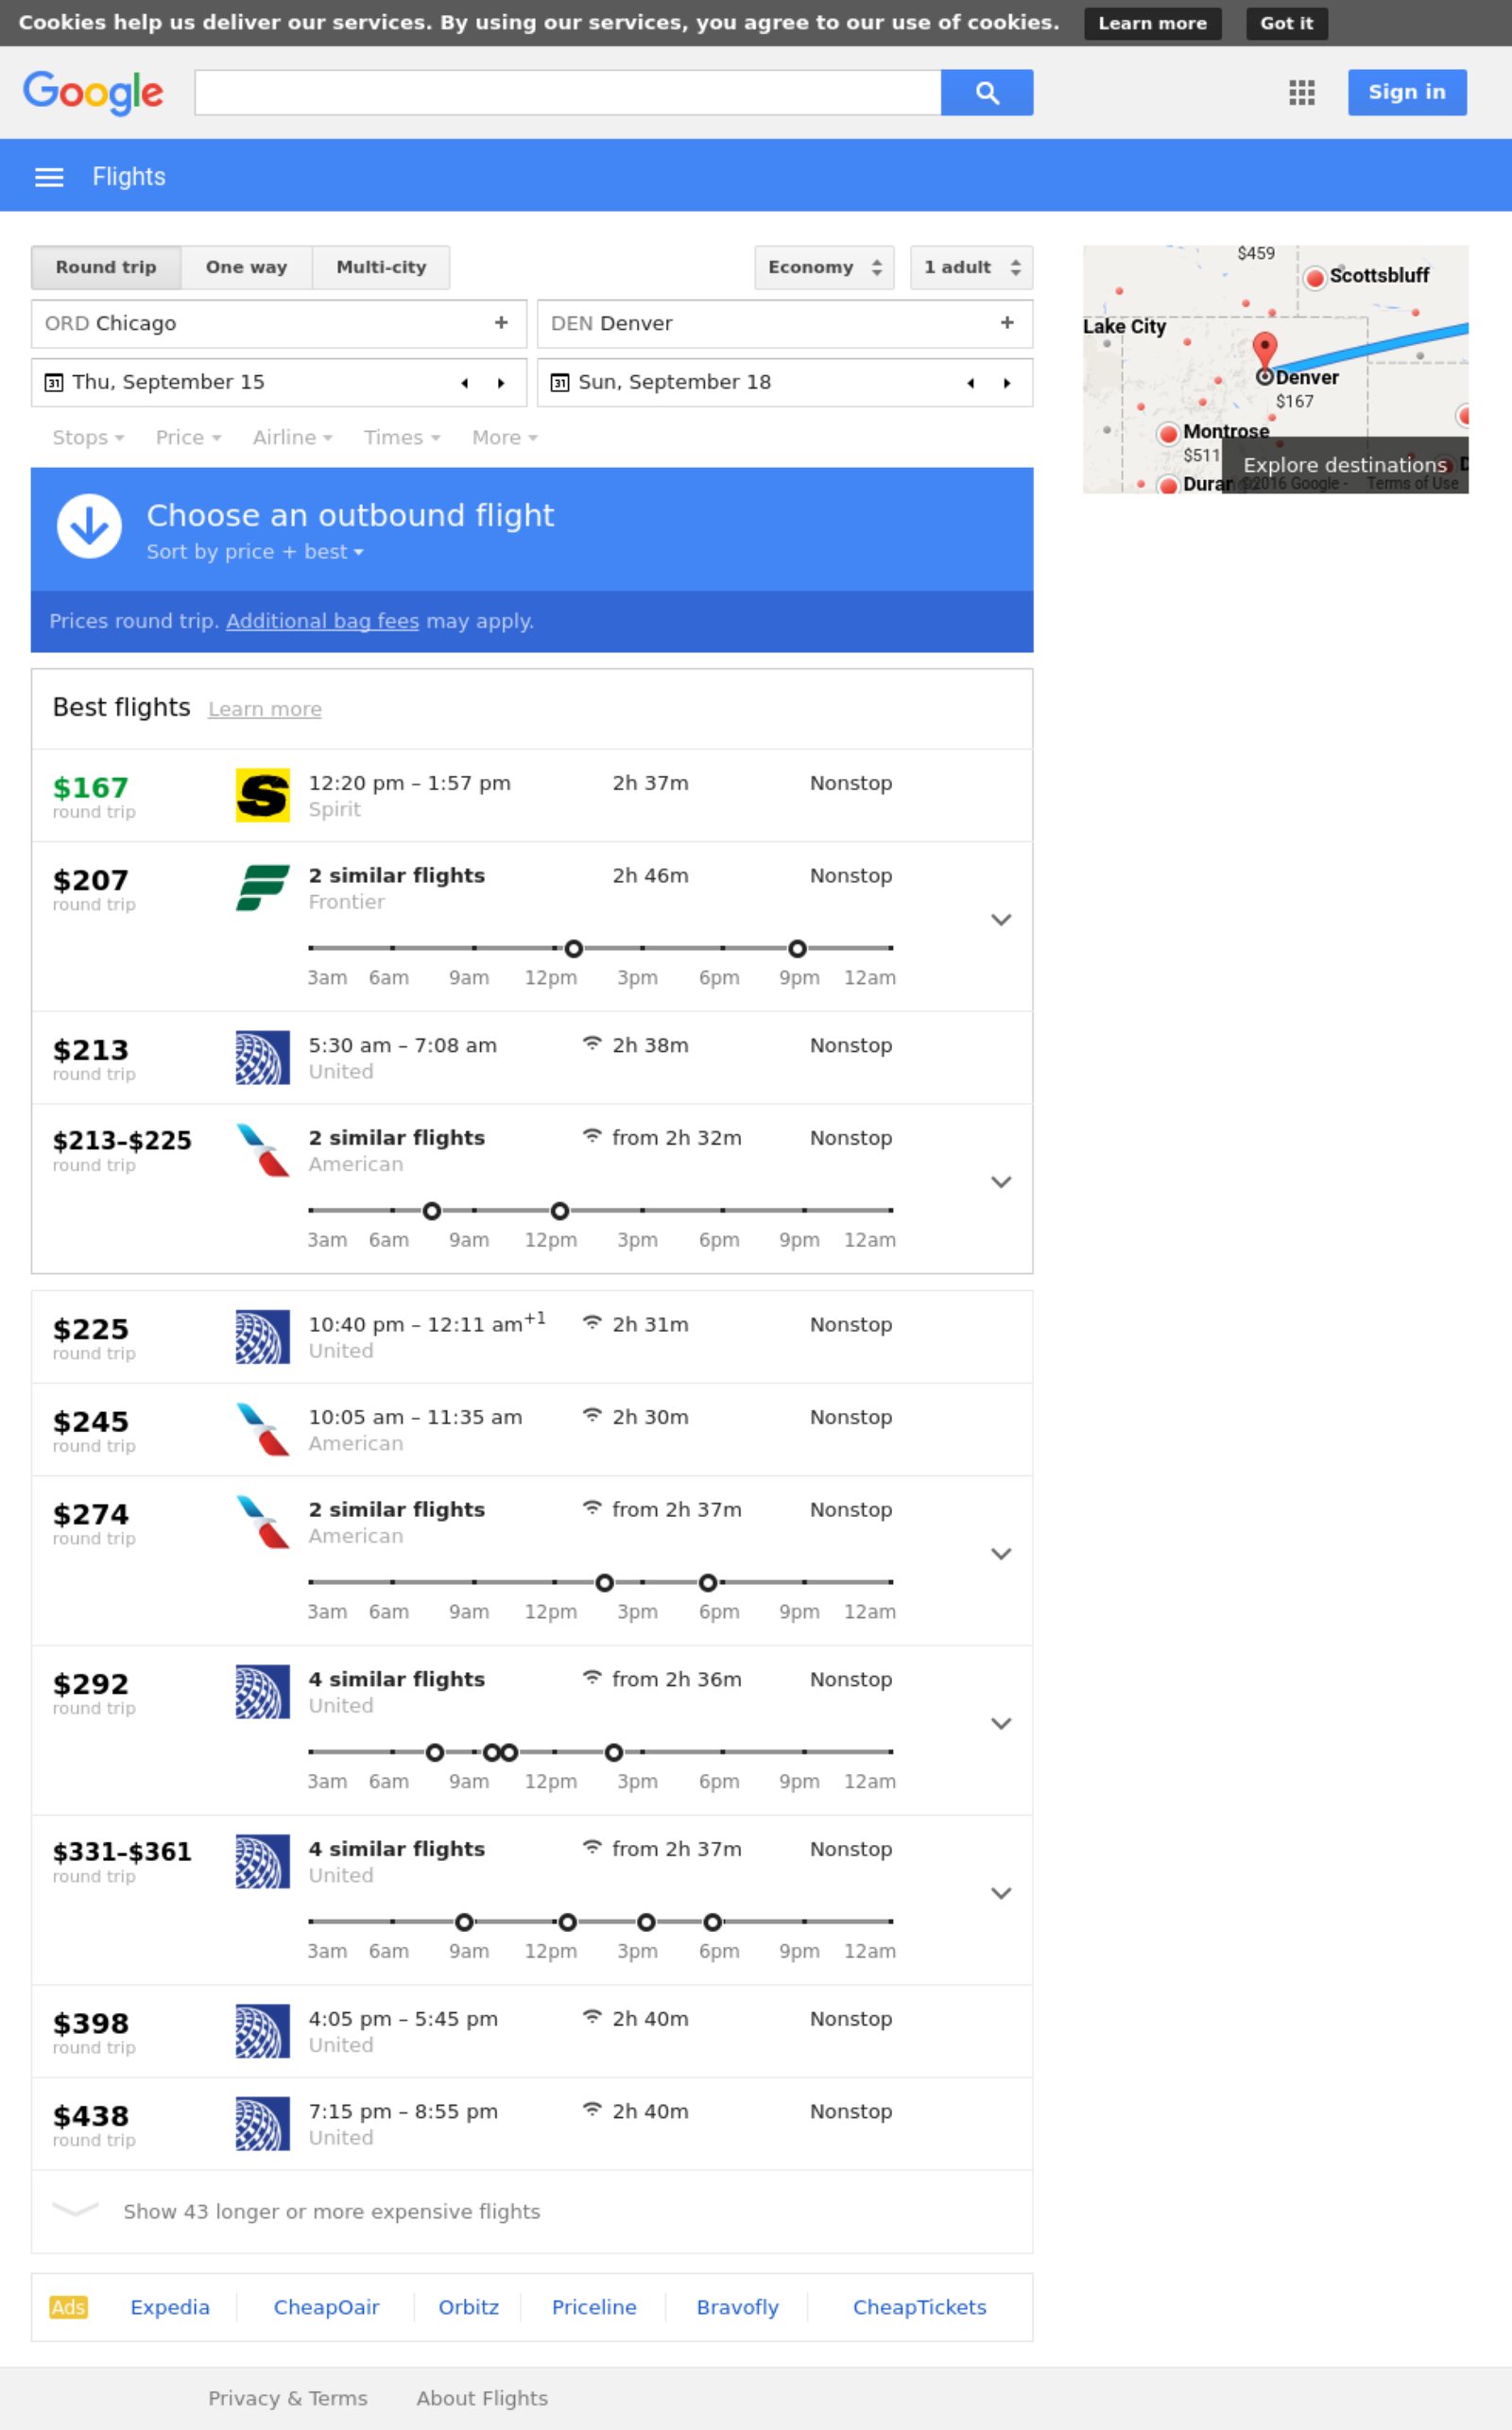 Cookies help us deliver our services. By using our services, you agree to our use of cookies. Learn more Got it
Google Sign in
Flights
Round trip One way Multi-city Economy 1 adult
ORD Chicago + DEN Denver +
31 Thu, September 15 31 Sun, September 18
Stops Price Airline Times More
$459
Scottsbluff
Lake City
Denver
$167
Montrose
$511
Explore destinations
©2016 Google - Terms of Use
Choose an outbound flight
Sort by price + best
Prices round trip. Additional bag fees may apply.
Best flights Learn more
$167 12:20 pm – 1:57 pm 2h 37m Nonstop
round trip Spirit
$207 2 similar flights 2h 46m Nonstop
round trip Frontier
3am 6am 9am 12pm 3pm 6pm 9pm 12am
$213 5:30 am – 7:08 am 2h 38m Nonstop
round trip United
$213–$225 2 similar flights from 2h 32m Nonstop
round trip American
3am 6am 9am 12pm 3pm 6pm 9pm 12am
$225 10:40 pm – 12:11 am+1 2h 31m Nonstop
round trip United
$245 10:05 am – 11:35 am 2h 30m Nonstop
round trip American
$274 2 similar flights from 2h 37m Nonstop
round trip American
3am 6am 9am 12pm 3pm 6pm 9pm 12am
$292 4 similar flights from 2h 36m Nonstop
round trip United
3am 6am 9am 12pm 3pm 6pm 9pm 12am
$331–$361 4 similar flights from 2h 37m Nonstop
round trip United
3am 6am 9am 12pm 3pm 6pm 9pm 12am
$398 4:05 pm – 5:45 pm 2h 40m Nonstop
round trip United
$438 7:15 pm – 8:55 pm 2h 40m Nonstop
round trip United
Show 43 longer or more expensive flights
Ads Expedia CheapOair Orbitz Priceline Bravofly CheapTickets
Privacy & Terms About Flights